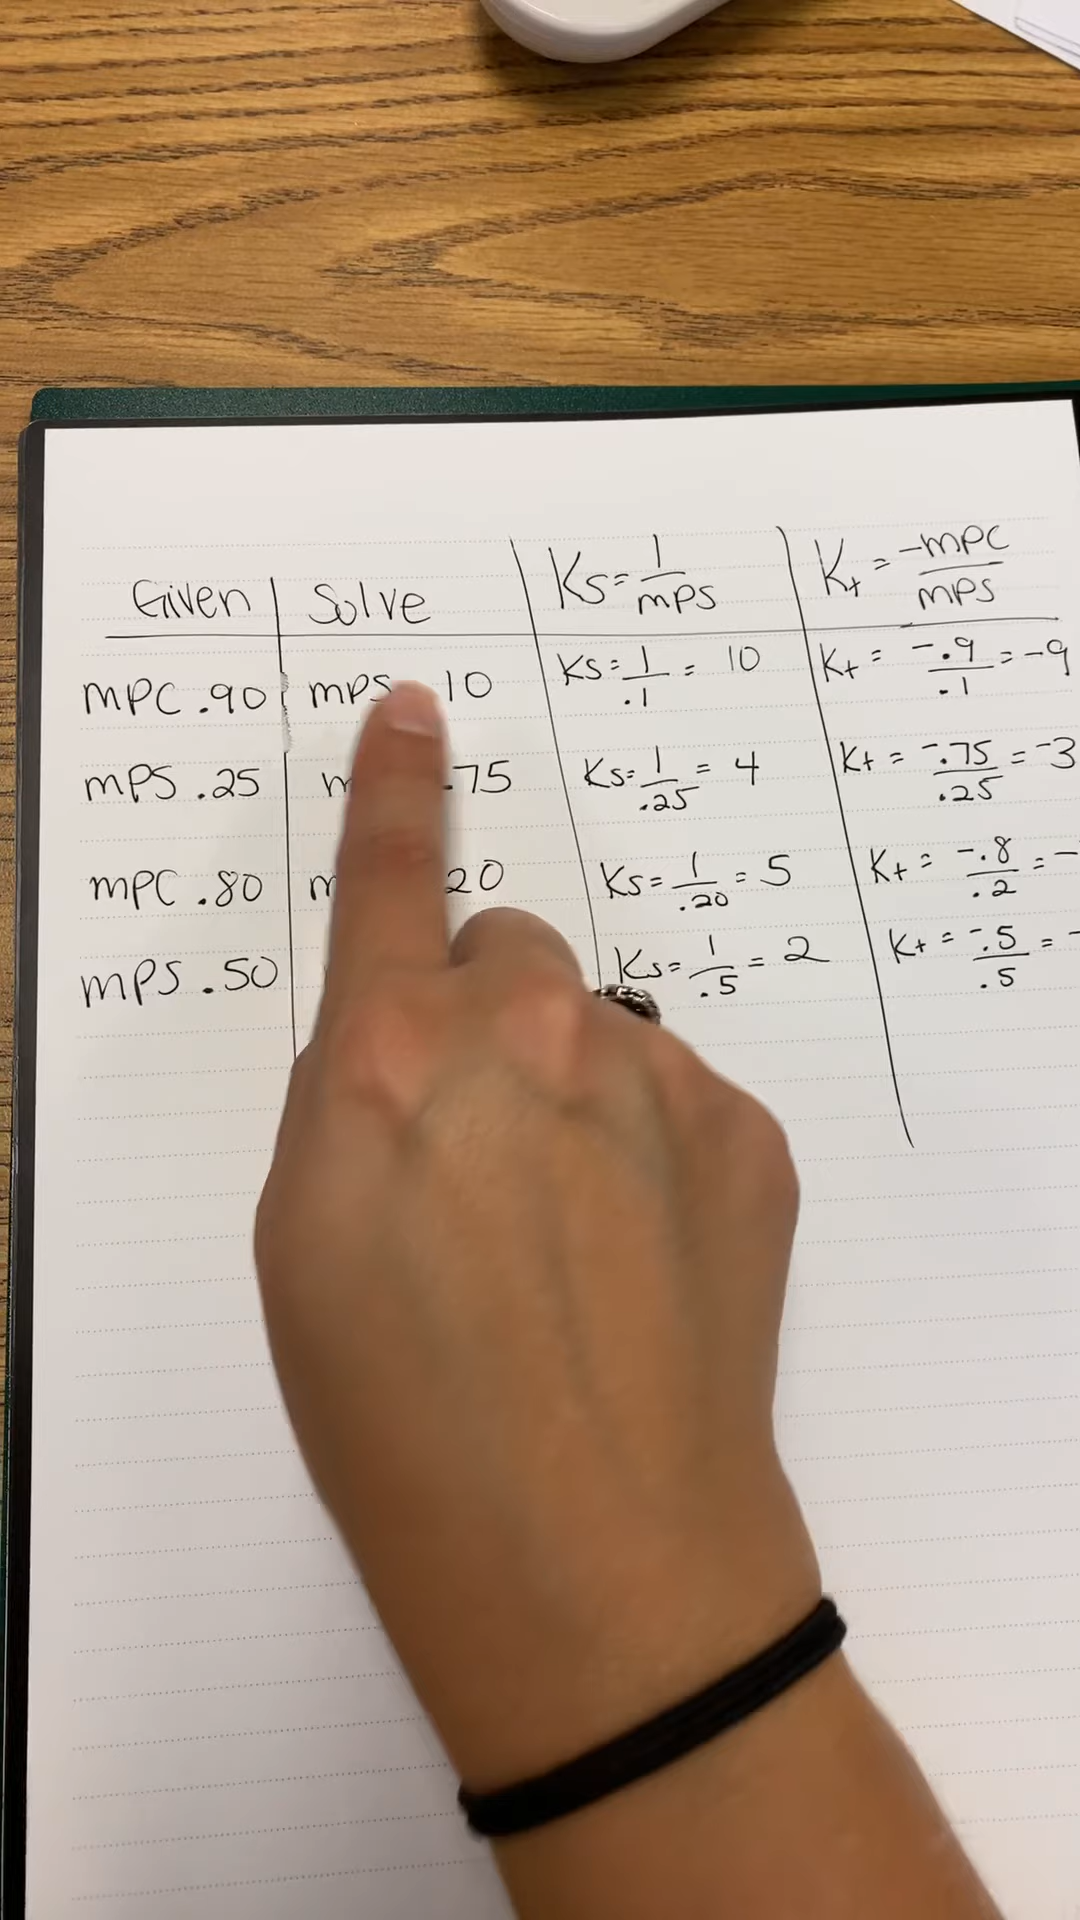 Given Solve Ks = 1/MPS Kt = -MPC/MPS
MPC .90 MPS .10 Ks = 1/.1 = 10 Kt = -.9/.1 = -9
MPS .25 .75 Ks = 1/.25 = 4 Kt = -.75/.25 = -3
MPC .80 20 Ks = 1/.20 = 5 Kt = -.8/.2 = -
MPS .50 Ks = 1/.5 = 2 Kt = -.5/.5 = -